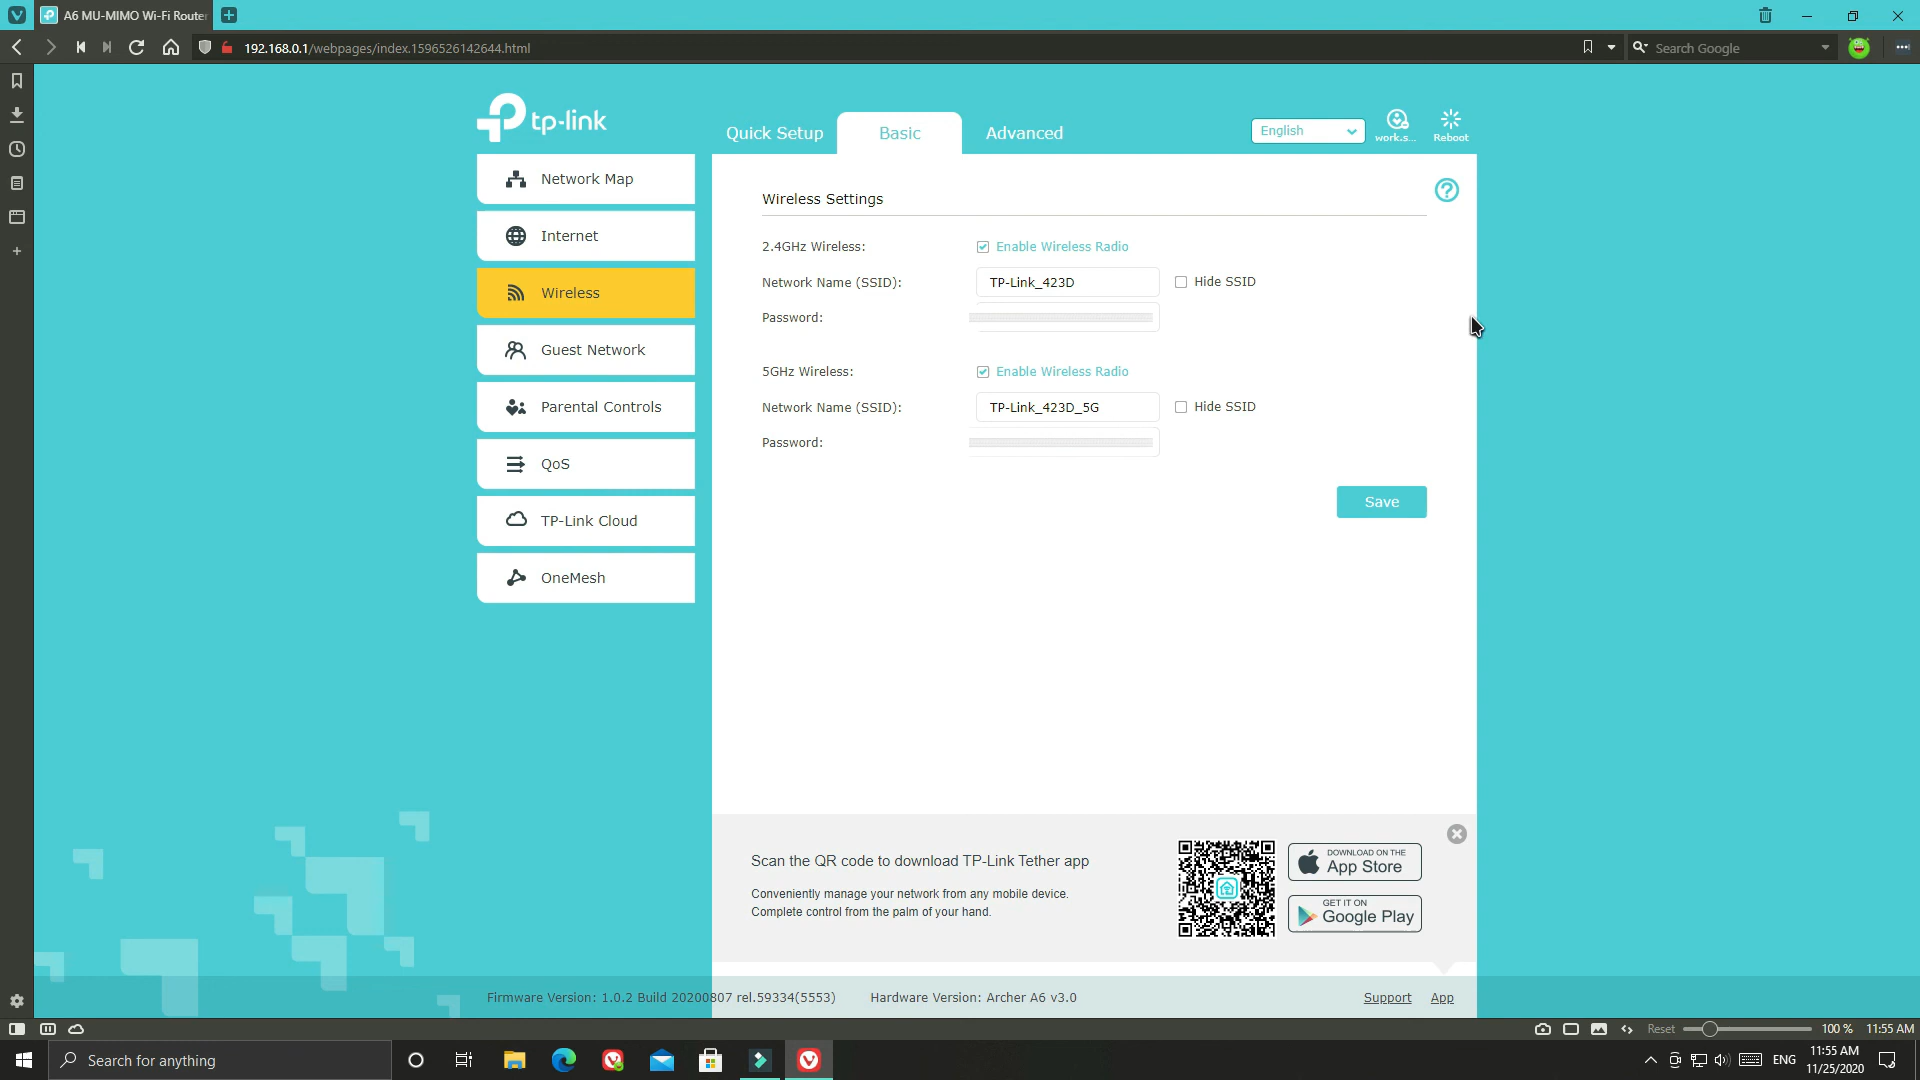 A6 MU-MIMO Wi-Fi Router
192.168.0.1/webpages/index.1596526142644.html
Search Google
tp-link
Quick Setup
Basic
Advanced
English
work.s...
Reboot
Network Map
Internet
Wireless
Guest Network
Parental Controls
QoS
TP-Link Cloud
OneMesh
Wireless Settings
2.4GHz Wireless: Enable Wireless Radio
Network Name (SSID): TP-Link_423D Hide SSID
Password:
5GHz Wireless: Enable Wireless Radio
Network Name (SSID): TP-Link_423D_5G Hide SSID
Password:
Save
Scan the QR code to download TP-Link Tether app
Conveniently manage your network from any mobile device.
Complete control from the palm of your hand.
DOWNLOAD ON THE
App Store
GET IT ON
Google Play
Firmware Version: 1.0.2 Build 20200807 rel.59334(5553) Hardware Version: Archer A6 v3.0 Support App
Reset 100 % 11:55 AM
Search for anything
ENG
11:55 AM
11/25/2020